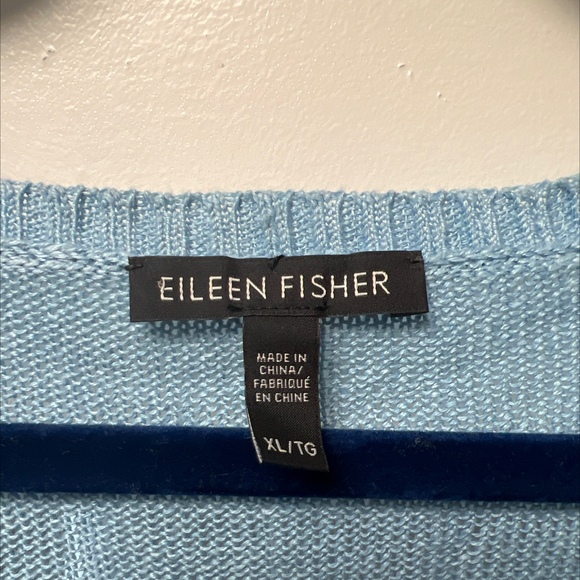 EILEEN FISHER
MADE IN
CHINA/
FABRIQUÉ
EN CHINE
XL/TG